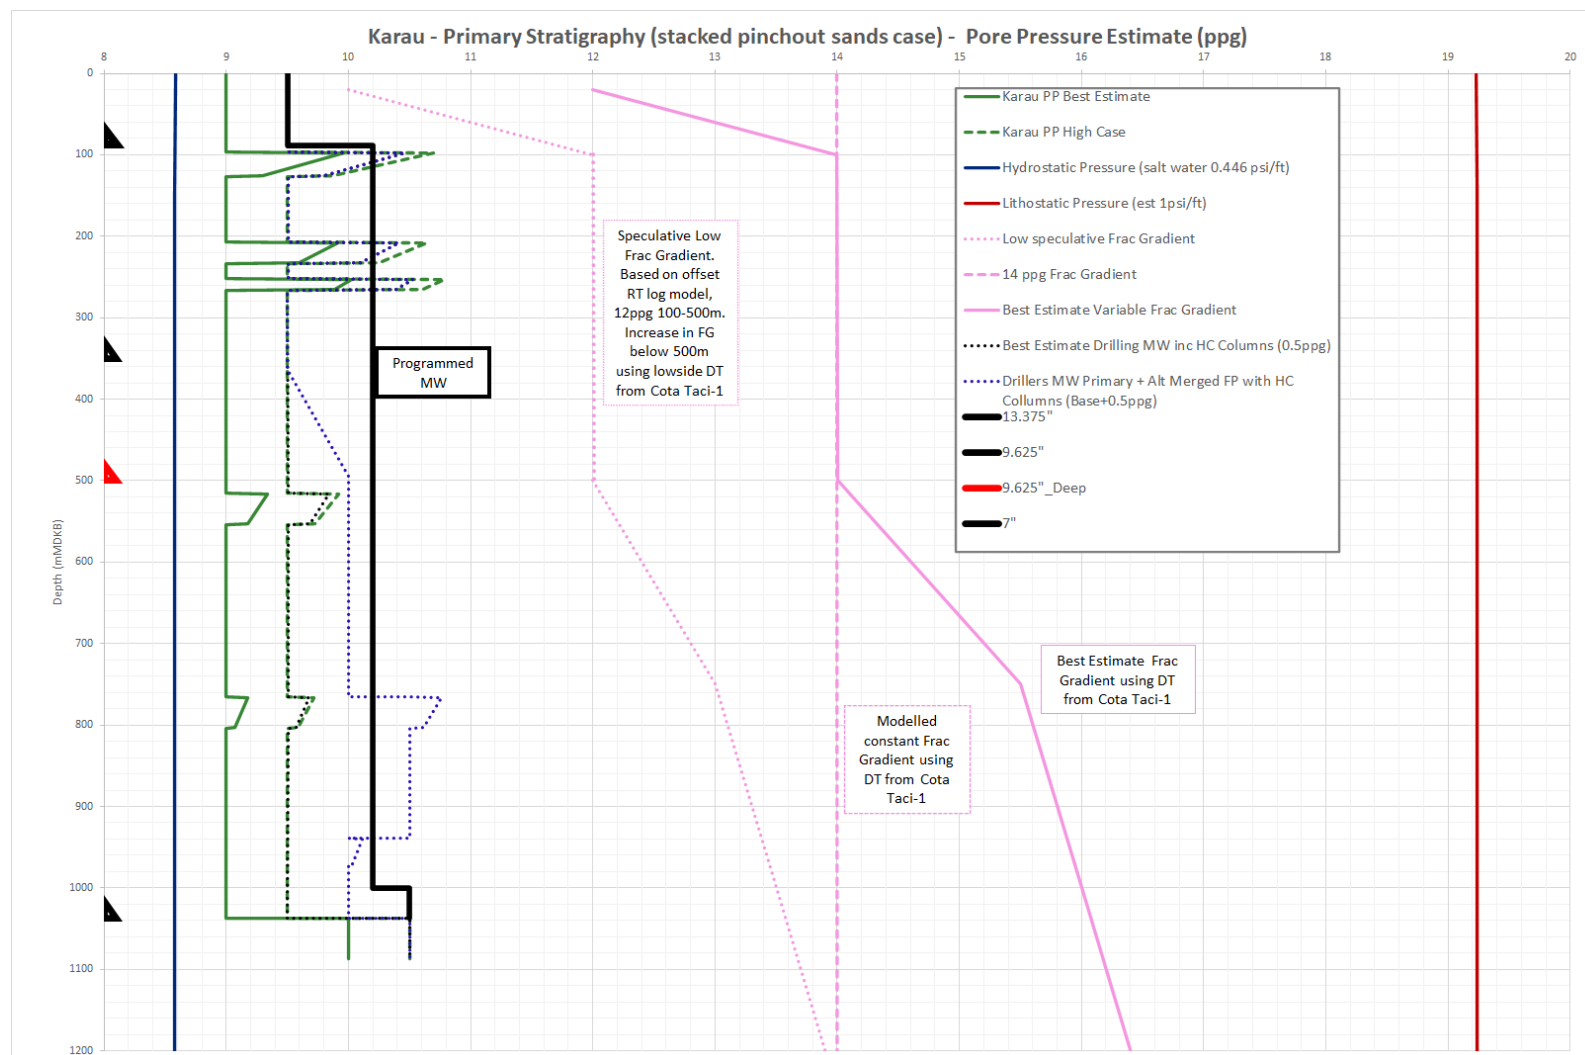 Karau - Primary Stratigraphy (stacked pinchout sands case) -  Pore Pressure Estimate (ppg)
8 9 10 11 12 13 14 15 16 17 18 19 20
0
100
200
300
400
500
600
700
800
900
1000
1100
1200
Depth (mMDKB)
Karau PP Best Estimate
Karau PP High Case
Hydrostatic Pressure (salt water 0.446 psi/ft)
Lithostatic Pressure (est 1psi/ft)
Low speculative Frac Gradient
14 ppg Frac Gradient
Best Estimate Variable Frac Gradient
Best Estimate Drilling MW inc HC Columns (0.5ppg)
Drillers MW Primary + Alt Merged FP with HC
Collumns (Base+0.5ppg)
13.375"
9.625"
9.625"_Deep
7"
Speculative Low
Frac Gradient.
Based on offset
RT log model,
12ppg 100-500m.
Increase in FG
below 500m
using lowside DT
from Cota Taci-1
Programmed
MW
Best Estimate Frac
Gradient using DT
from Cota Taci-1
Modelled
constant Frac
Gradient using
DT from Cota
Taci-1